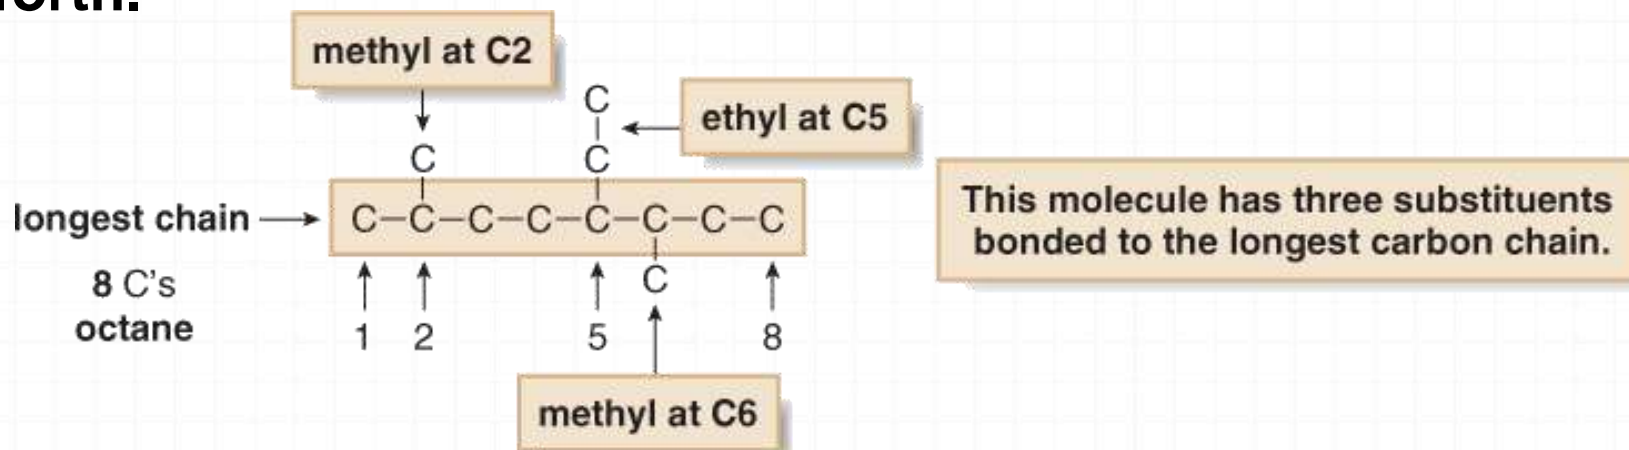 forth.
methyl at C2
C
C
ethyl at C5
C
C
longest chain
C–C–C–C–C–C–C–C
8 C's
octane
C
1 2 5 8
methyl at C6
This molecule has three substituents
bonded to the longest carbon chain.